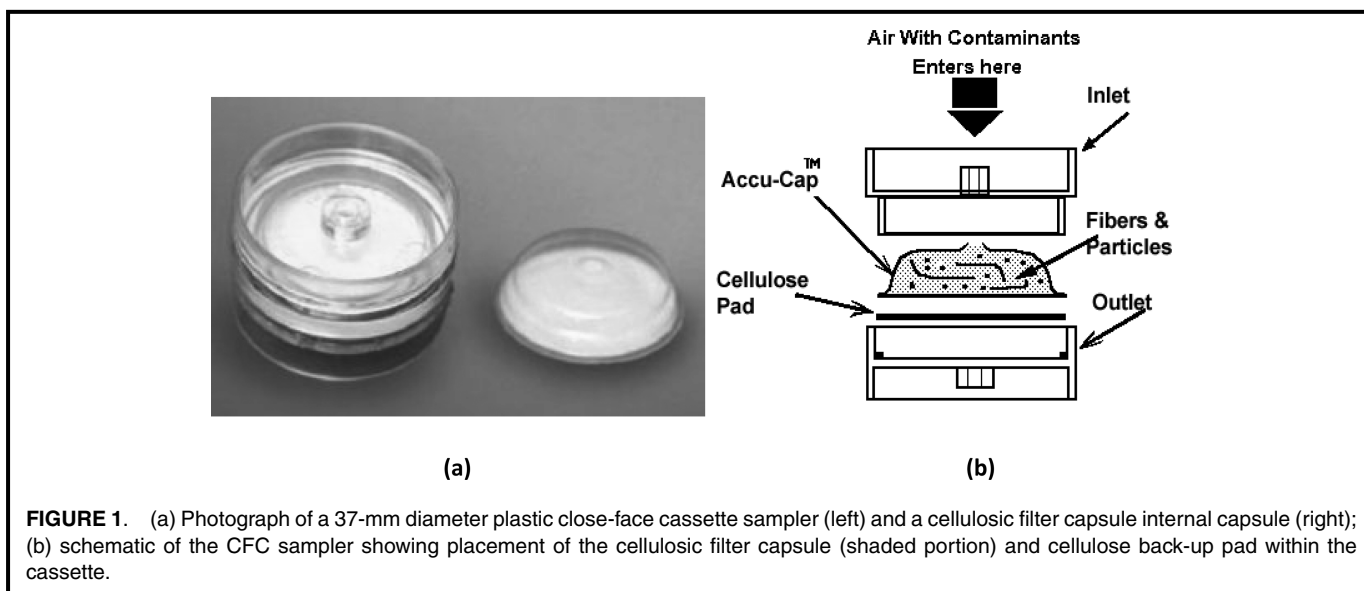 Air With Contaminants
Enters here
Inlet
Accu-Cap™
Fibers &
Particles
Cellulose
Pad
Outlet
(a)
(b)
FIGURE 1. (a) Photograph of a 37-mm diameter plastic close-face cassette sampler (left) and a cellulosic filter capsule internal capsule (right);
(b) schematic of the CFC sampler showing placement of the cellulosic filter capsule (shaded portion) and cellulose back-up pad within the
cassette.